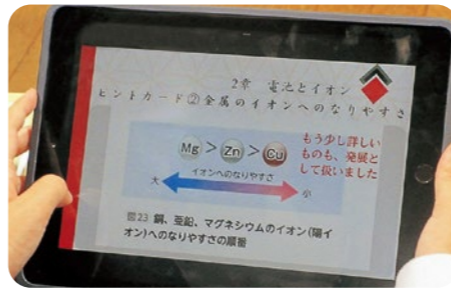 2章 電池とイオン
ヒントカード②金属のイオンへのなりやすさ
もう少し詳しい
ものも、発展と
して扱いました
Mg > Zn > Cu
イオンへのなりやすさ
大 小
図23 銅、亜鉛、マグネシウムのイオン(陽イ
オン)へのなりやすさの順番